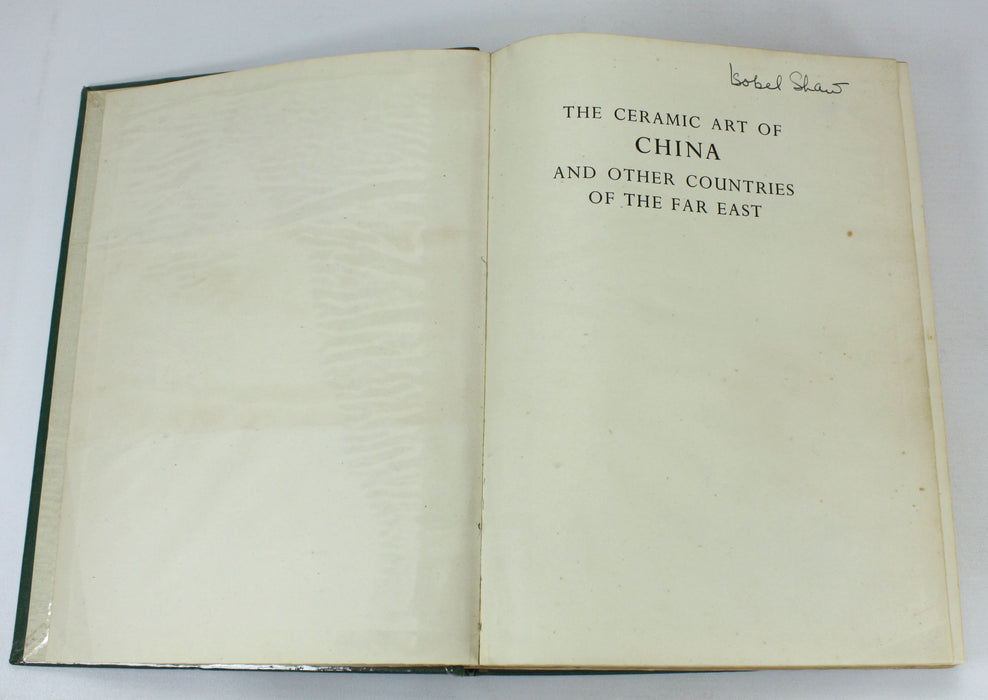 Isobel Shaw
THE CERAMIC ART OF
CHINA
AND OTHER COUNTRIES
OF THE FAR EAST